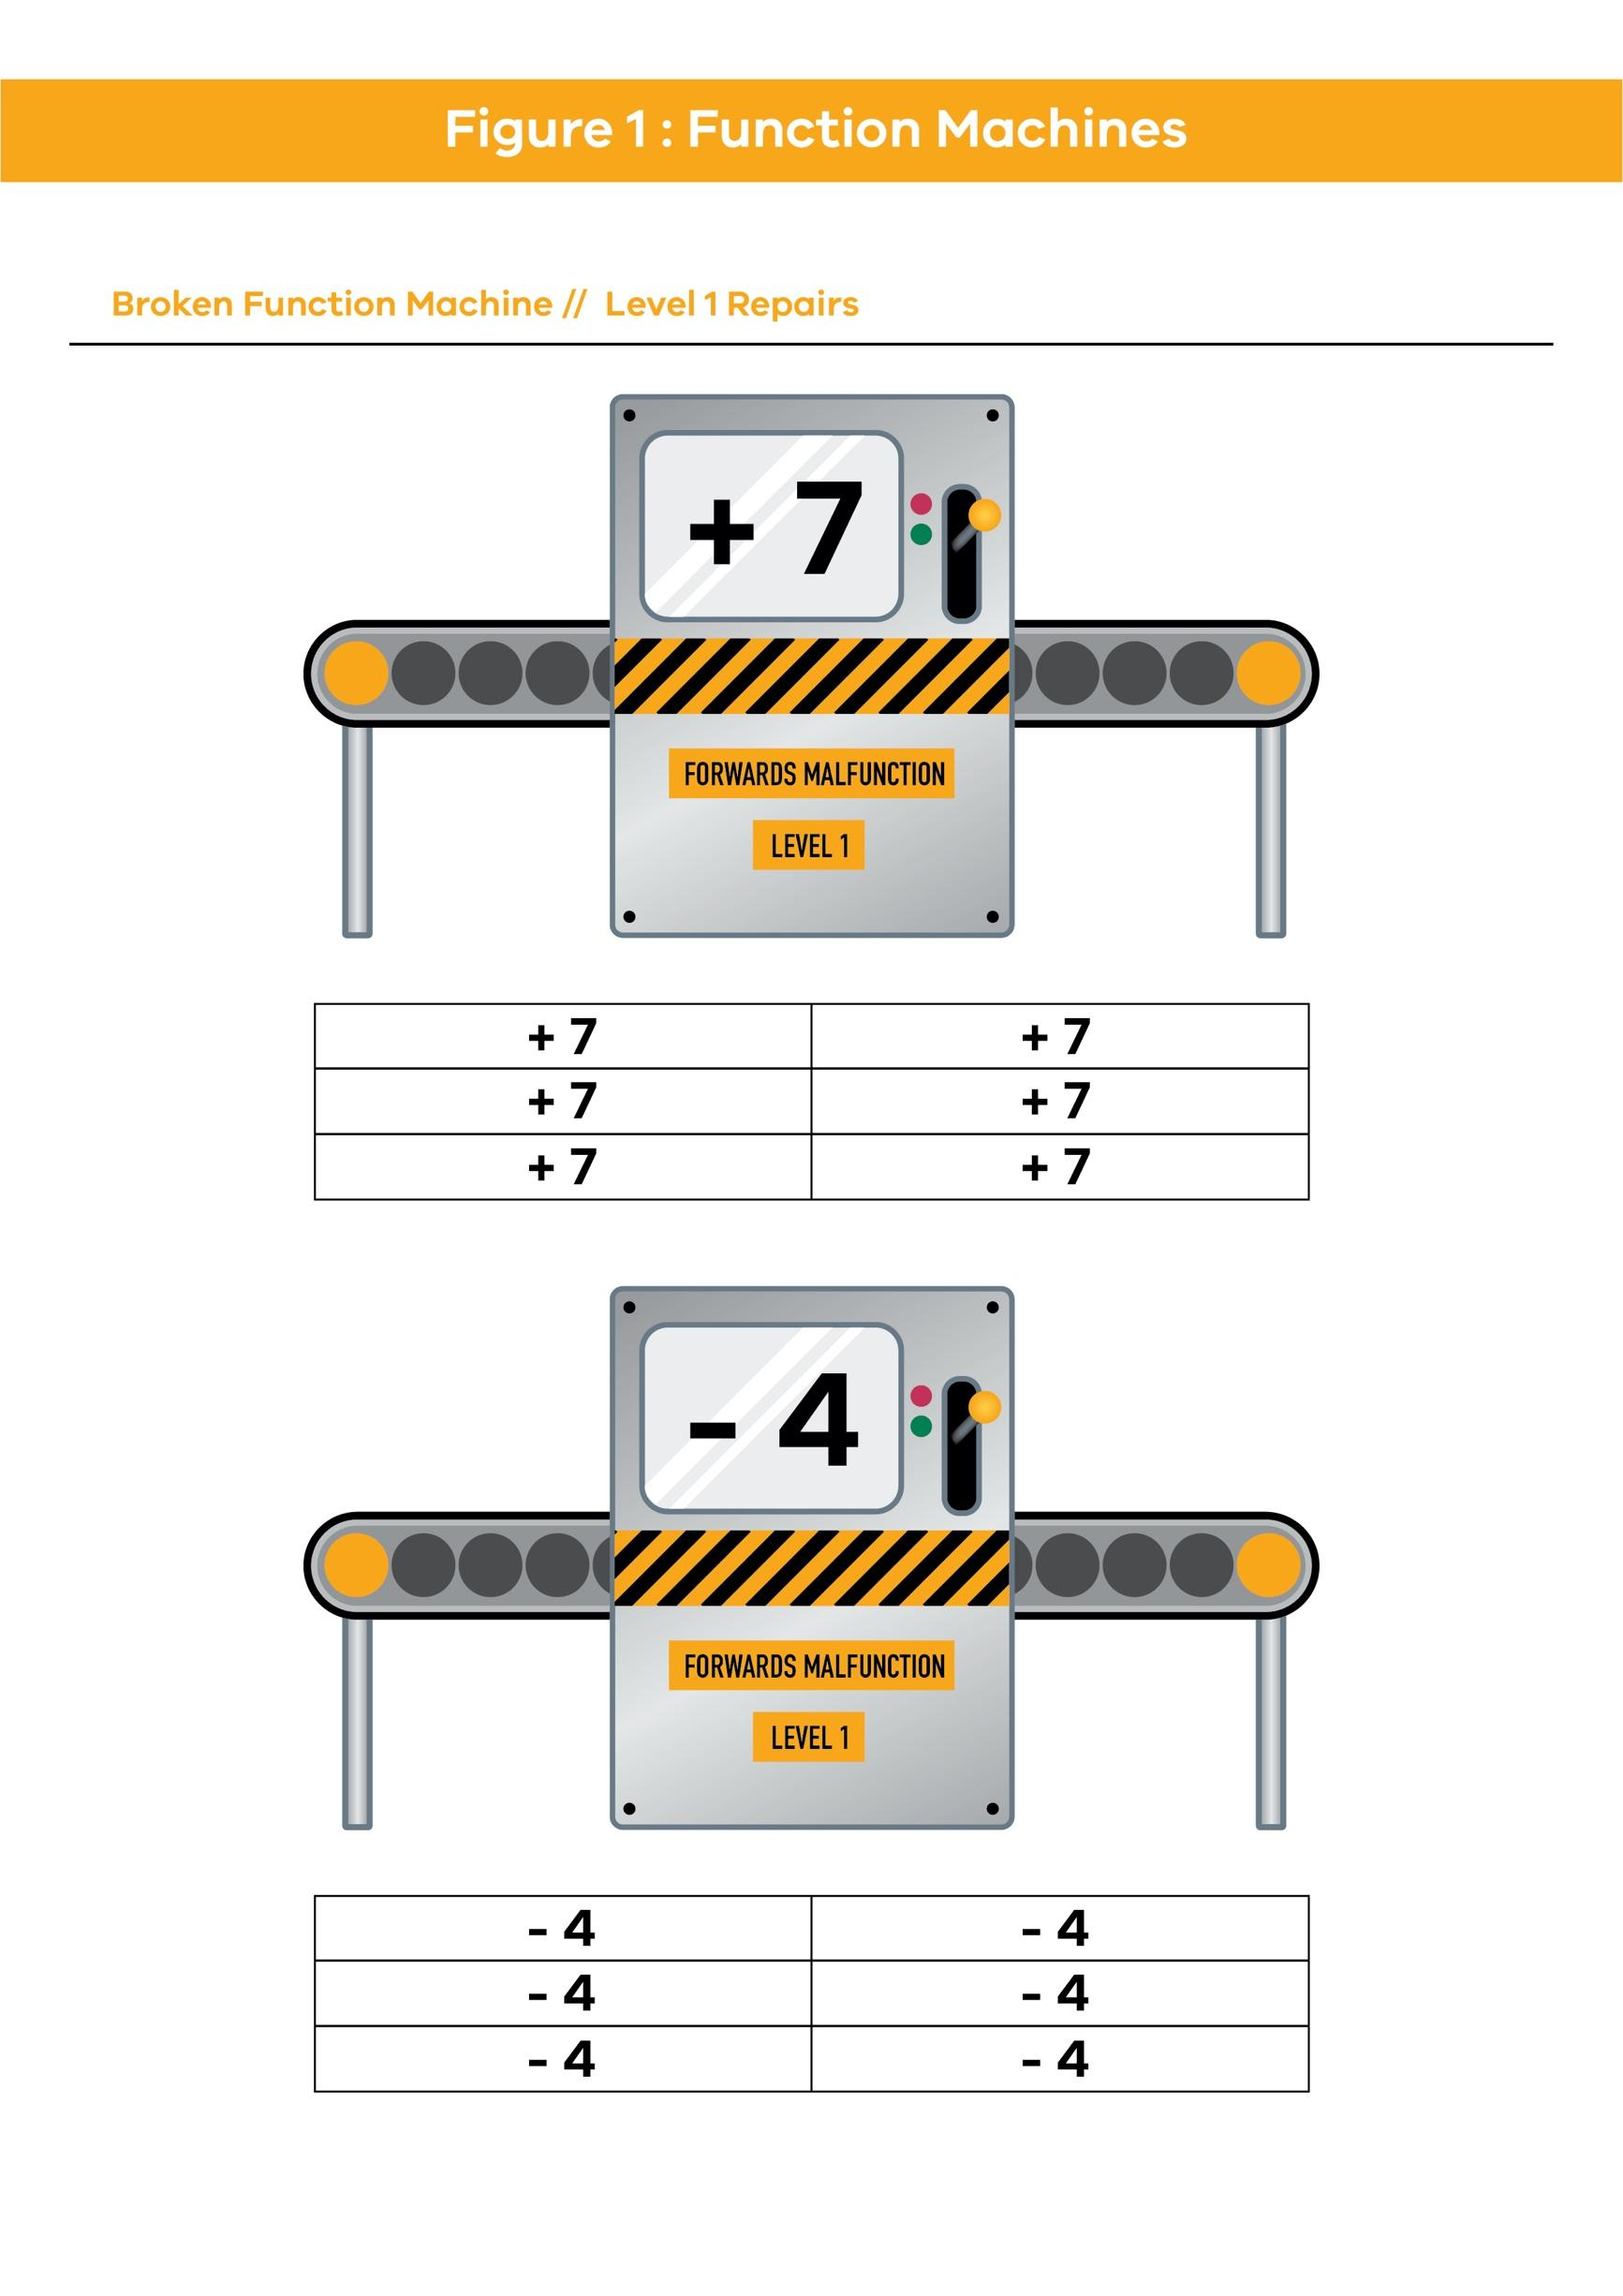 Figure 1 : Function Machines
Broken Function Machine // Level 1 Repairs
+ 7
FORWARDS MALFUNCTION
LEVEL 1
+ 7 + 7
+ 7 + 7
+ 7 + 7
- 4
FORWARDS MALFUNCTION
LEVEL 1
- 4 - 4
- 4 - 4
- 4 - 4